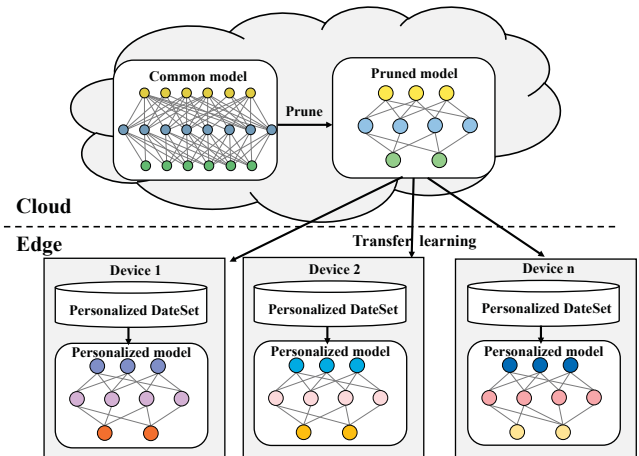 Common model
Pruned model
Prune
Cloud
Edge
Transfer learning
Device 1
Device 2
Device n
Personalized DateSet
Personalized DateSet
Personalized DateSet
Personalized model
Personalized model
Personalized model